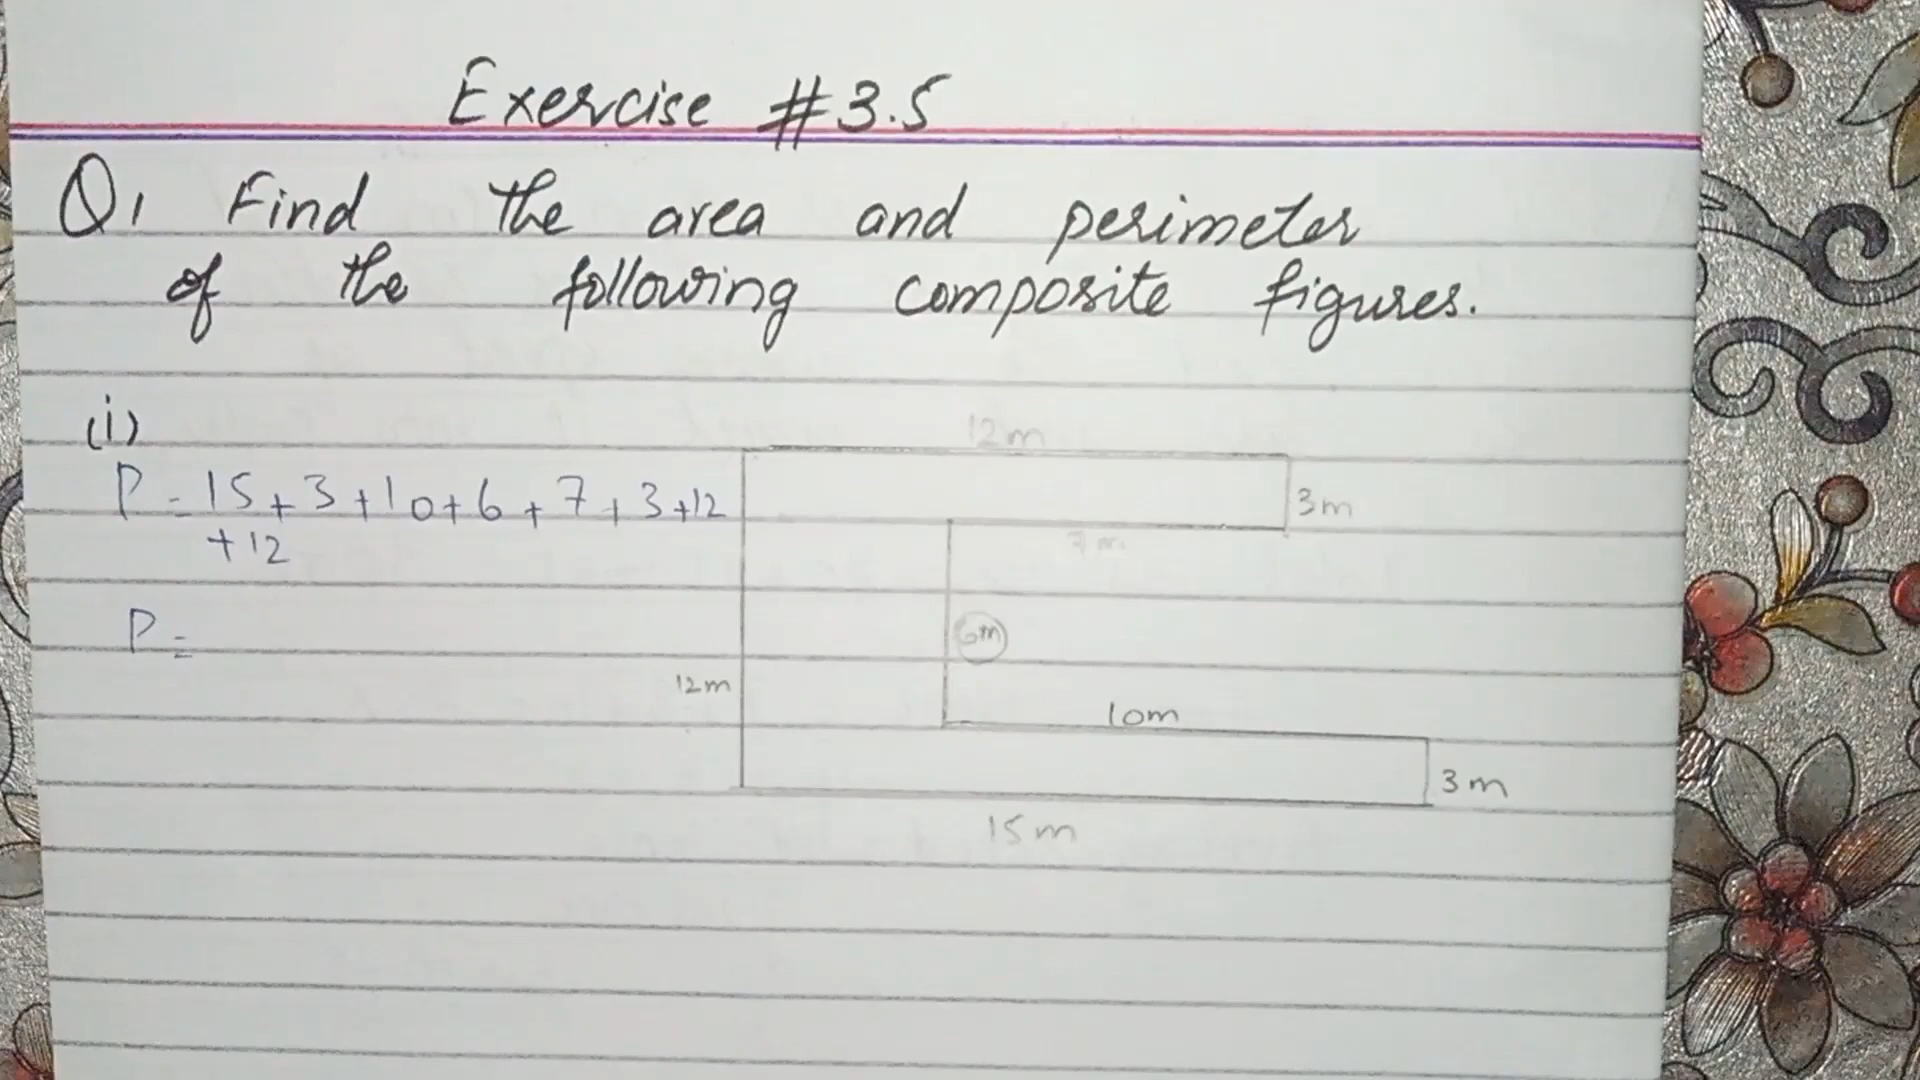 Exercise #3.5
Q1 Find the area and perimeter
of the following composite figures.
(i)
12m
P = 15+3+10+6+7+3+12
+12
3m
7m
P =
6m
12m
10m
3m
15m